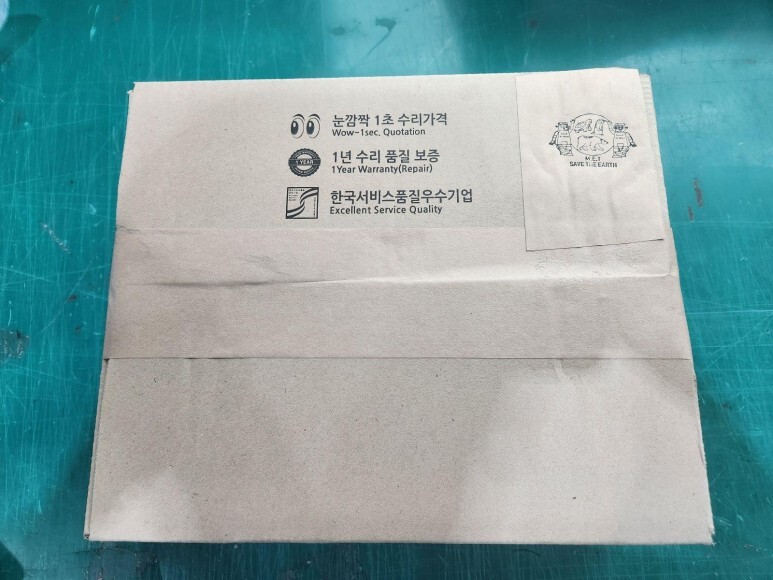 눈깜짝 1초 수리가격
Wow-1sec. Quotation
1 YEAR
1년 수리 품질 보증
1Year Warranty(Repair)
한국서비스품질우수기업
Excellent Service Quality
M.E.T
SAVE THE EARTH